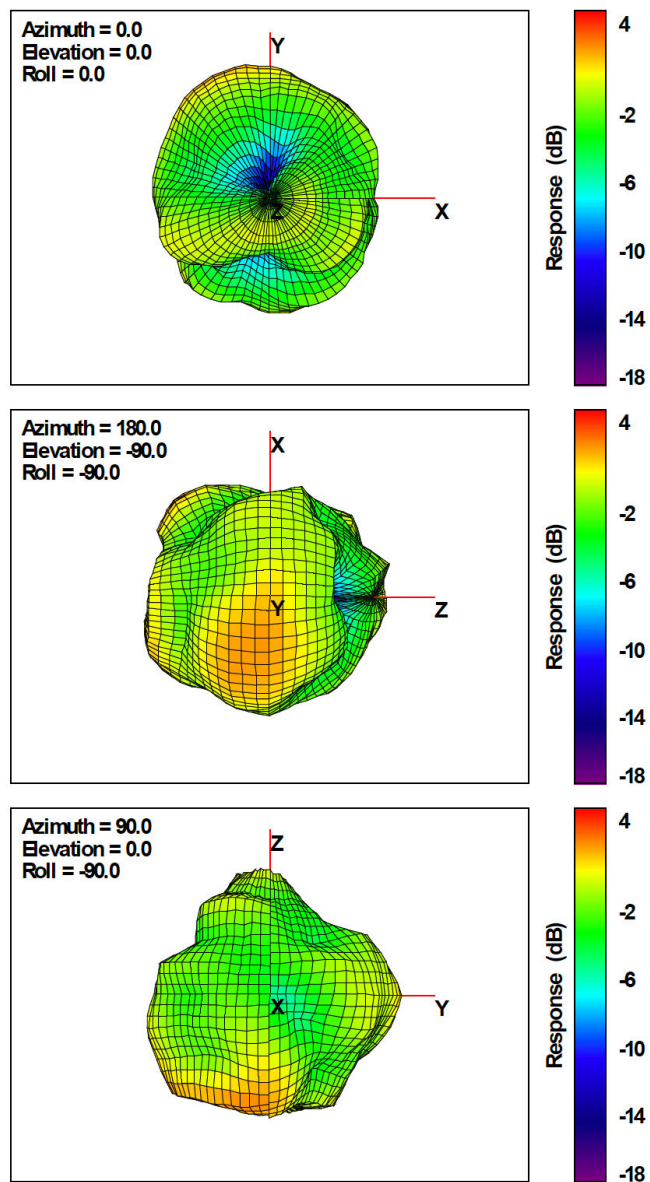 Azimuth = 0.0
Elevation = 0.0
Roll = 0.0
Y
Z
X
4
-2
-6
-10
-14
-18
Response (dB)
Azimuth = 180.0
Elevation = -90.0
Roll = -90.0
X
Y
Z
4
-2
-6
-10
-14
-18
Response (dB)
Azimuth = 90.0
Elevation = 0.0
Roll = -90.0
Z
X
Y
4
-2
-6
-10
-14
-18
Response (dB)